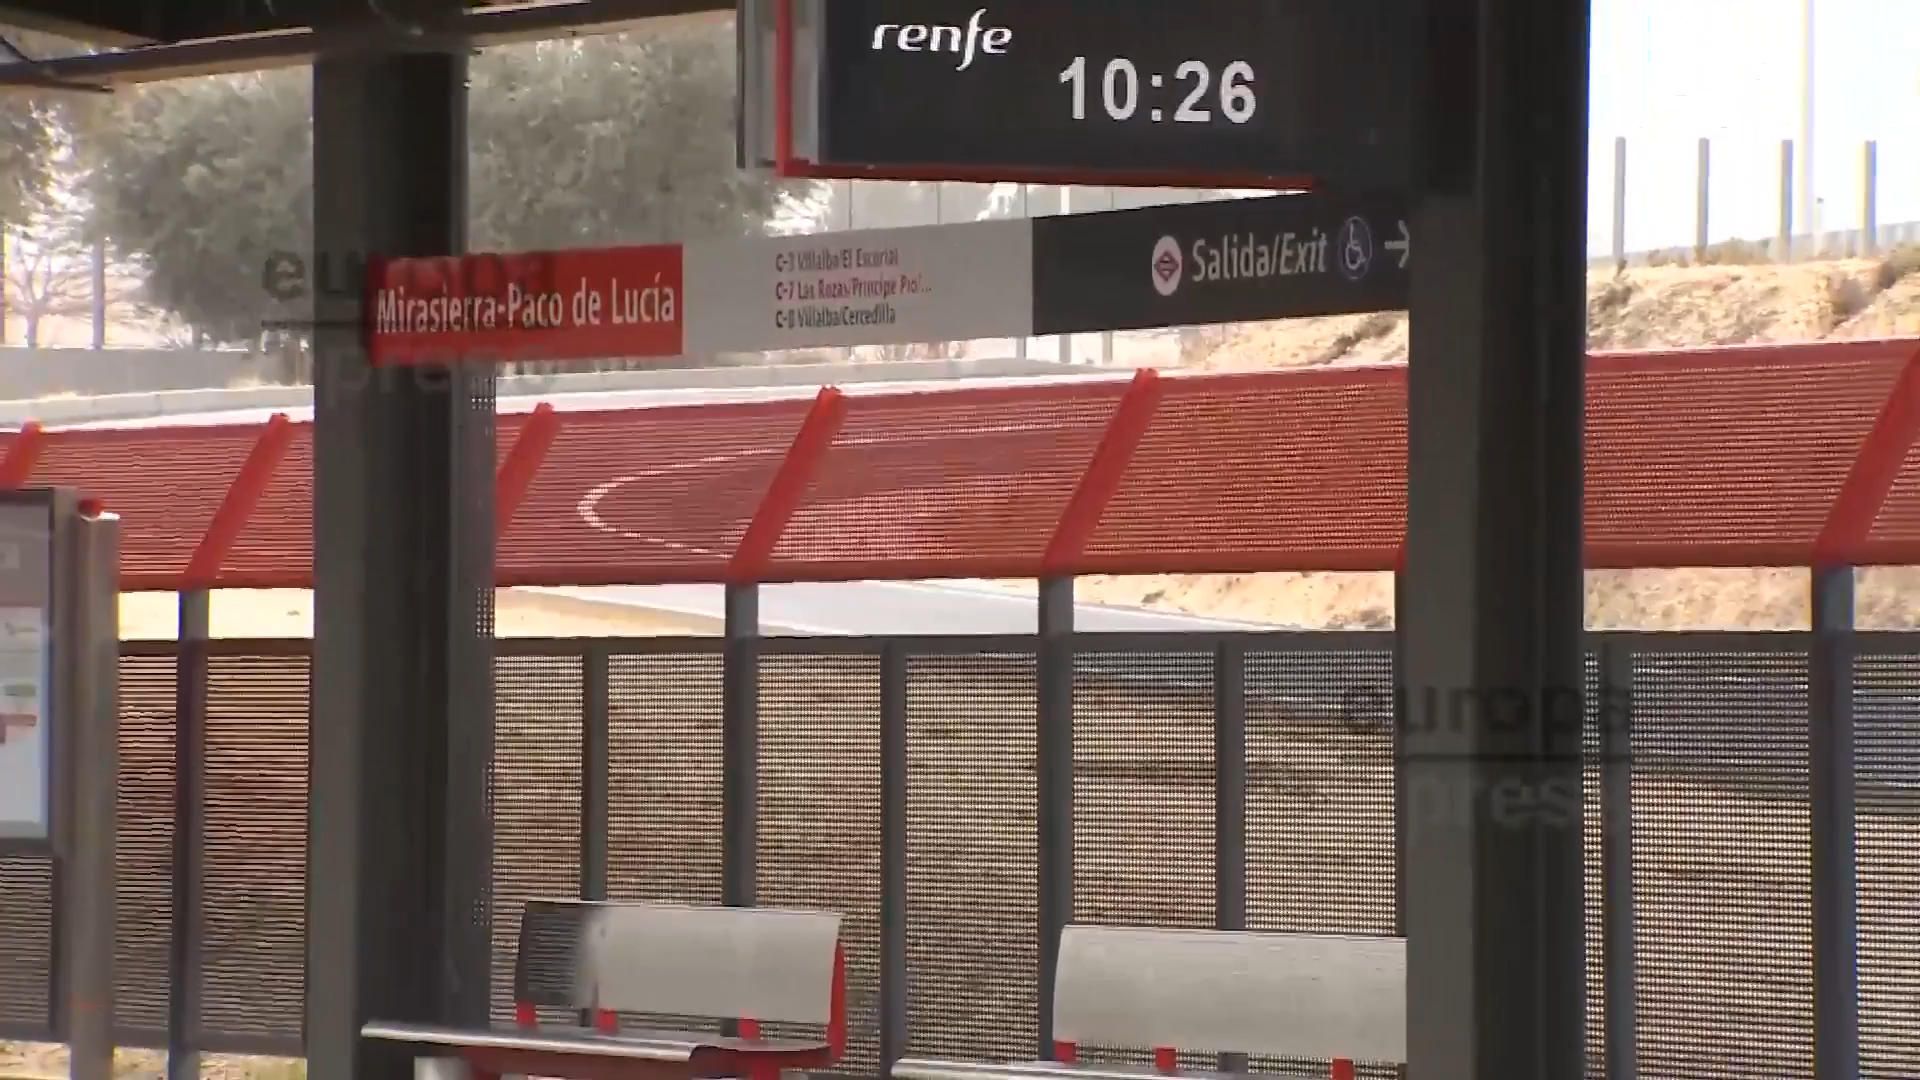 renfe
10:26
Mirasierra-Paco de Lucía
C-3 Villalba/El Escorial
C-7 Las Rozas/Príncipe Pío/...
C-8 Villalba/Cercedilla
Salida/Exit
europa
press
europa
press